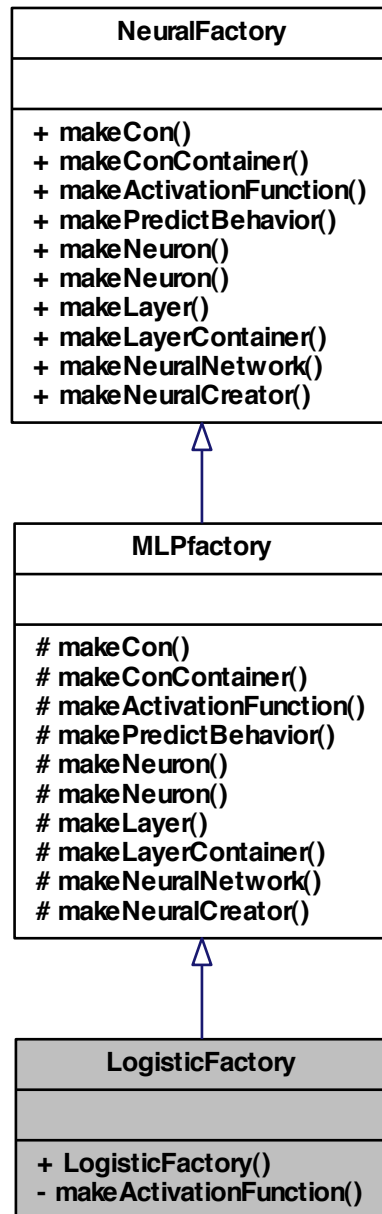 NeuralFactory
+ makeCon()
+ makeConContainer()
+ makeActivationFunction()
+ makePredictBehavior()
+ makeNeuron()
+ makeNeuron()
+ makeLayer()
+ makeLayerContainer()
+ makeNeuralNetwork()
+ makeNeuralCreator()
MLPfactory
# makeCon()
# makeConContainer()
# makeActivationFunction()
# makePredictBehavior()
# makeNeuron()
# makeNeuron()
# makeLayer()
# makeLayerContainer()
# makeNeuralNetwork()
# makeNeuralCreator()
LogisticFactory
+ LogisticFactory()
- makeActivationFunction()